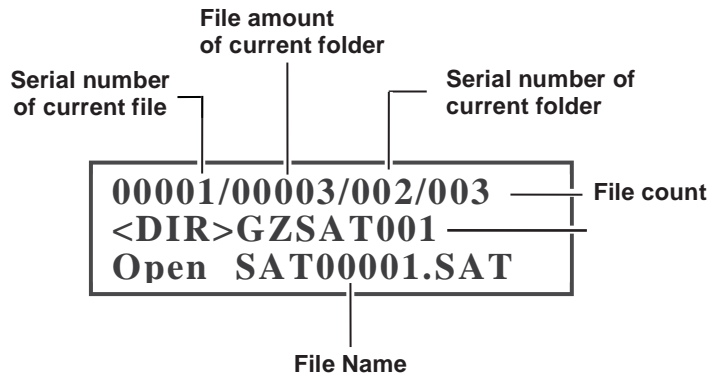 File amount
of current folder
Serial number
of current file
Serial number of
current folder
00001/00003/002/003
File count
<DIR>GZSAT001
Open SAT00001.SAT
File Name